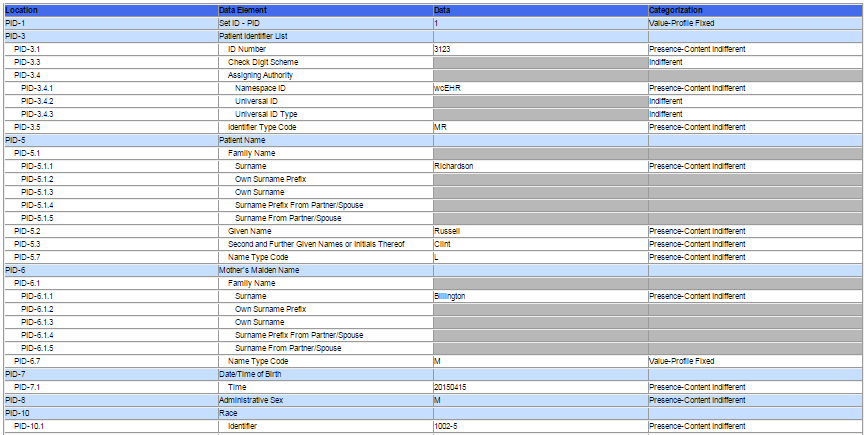 Location Data Element Data Categorization
PID-1 Set ID - PID 1 Value-Profile Fixed
PID-3 Patient Identifier List
PID-3.1 ID Number 3123 Presence-Content Indifferent
PID-3.3 Check Digit Scheme Indifferent
PID-3.4 Assigning Authority
PID-3.4.1 Namespace ID wcEHR Presence-Content Indifferent
PID-3.4.2 Universal ID Indifferent
PID-3.4.3 Universal ID Type Indifferent
PID-3.5 Identifier Type Code MR Presence-Content Indifferent
PID-5 Patient Name
PID-5.1 Family Name
PID-5.1.1 Surname Richardson Presence-Content Indifferent
PID-5.1.2 Own Surname Prefix
PID-5.1.3 Own Surname
PID-5.1.4 Surname Prefix From Partner/Spouse
PID-5.1.5 Surname From Partner/Spouse
PID-5.2 Given Name Russell Presence-Content Indifferent
PID-5.3 Second and Further Given Names or Initials Thereof Clint Presence-Content Indifferent
PID-5.7 Name Type Code L Presence-Content Indifferent
PID-6 Mother's Maiden Name
PID-6.1 Family Name
PID-6.1.1 Surname Billington Presence-Content Indifferent
PID-6.1.2 Own Surname Prefix
PID-6.1.3 Own Surname
PID-6.1.4 Surname Prefix From Partner/Spouse
PID-6.1.5 Surname From Partner/Spouse
PID-6.7 Name Type Code M Value-Profile Fixed
PID-7 Date/Time of Birth
PID-7.1 Time 20150415 Presence-Content Indifferent
PID-8 Administrative Sex M Presence-Content Indifferent
PID-10 Race
PID-10.1 Identifier 1002-5 Presence-Content Indifferent